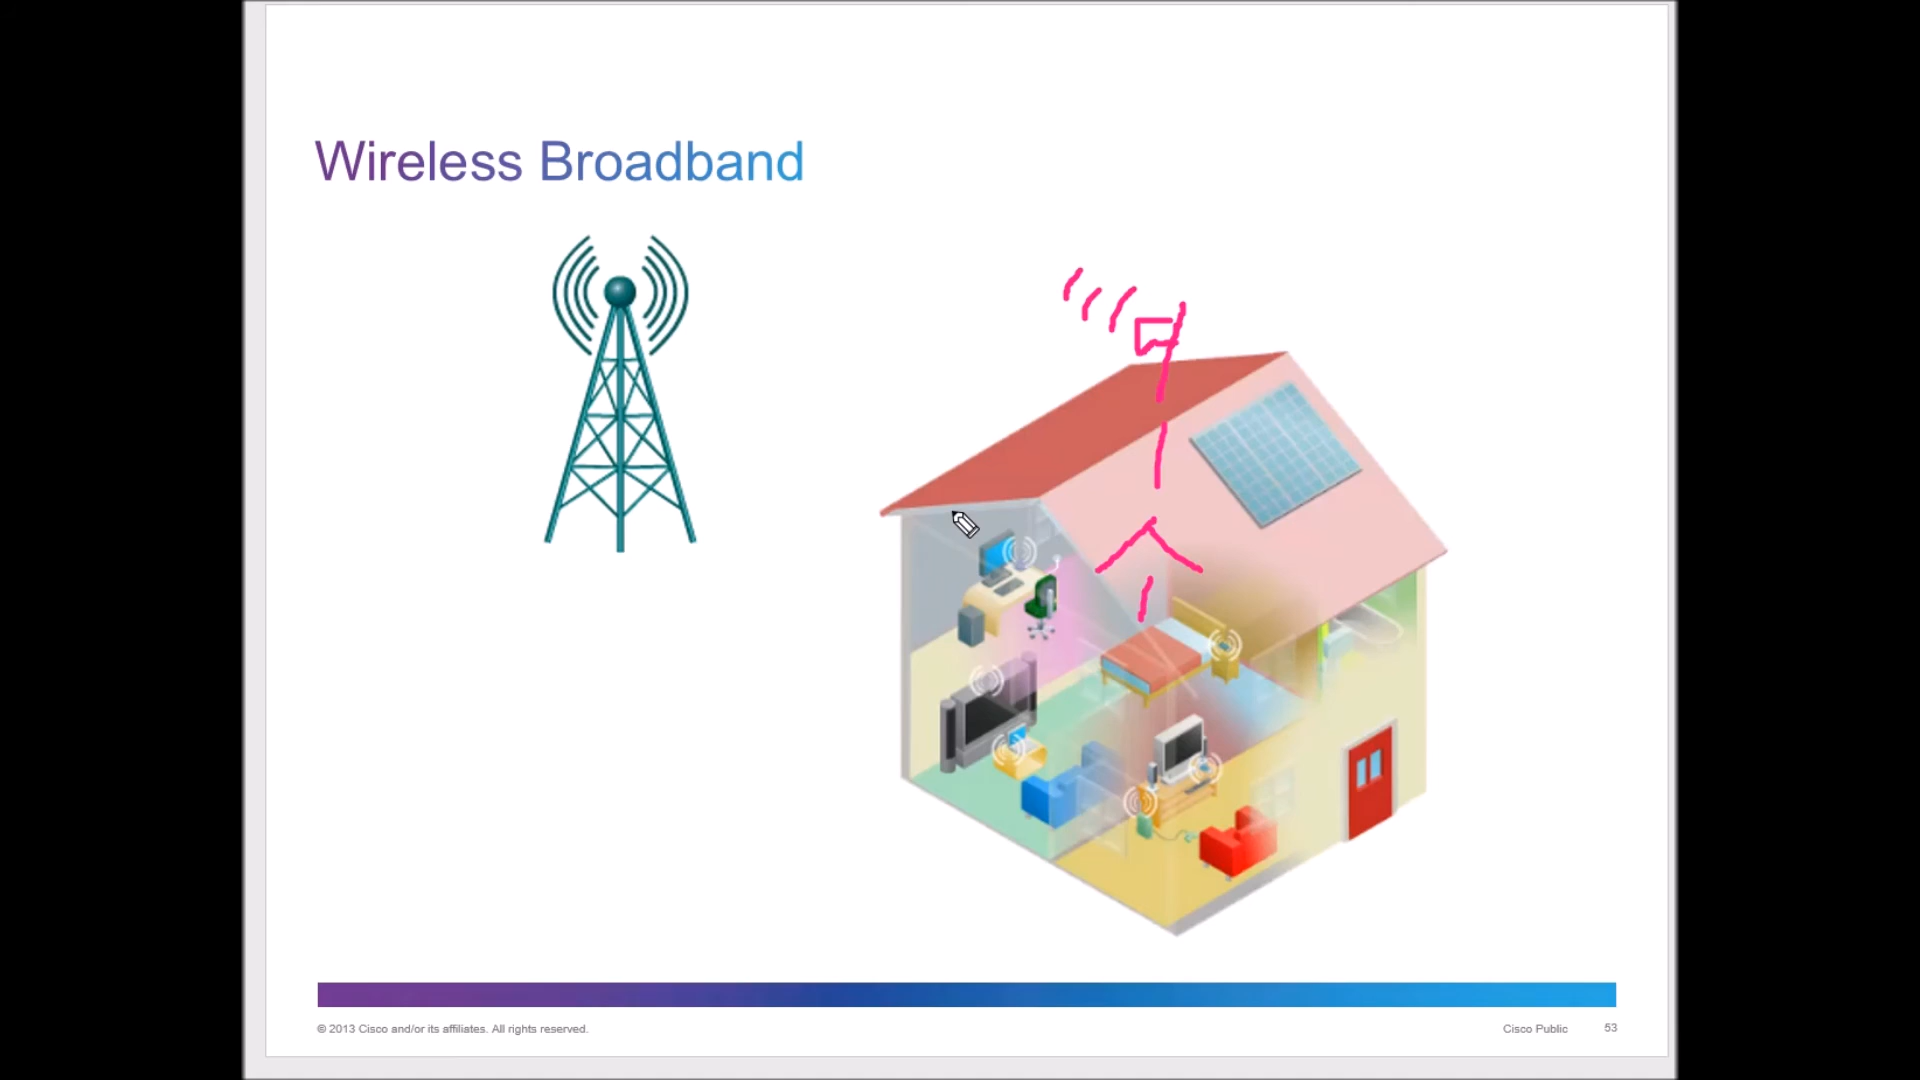 Wireless Broadband
© 2013 Cisco and/or its affiliates. All rights reserved.
Cisco Public
53